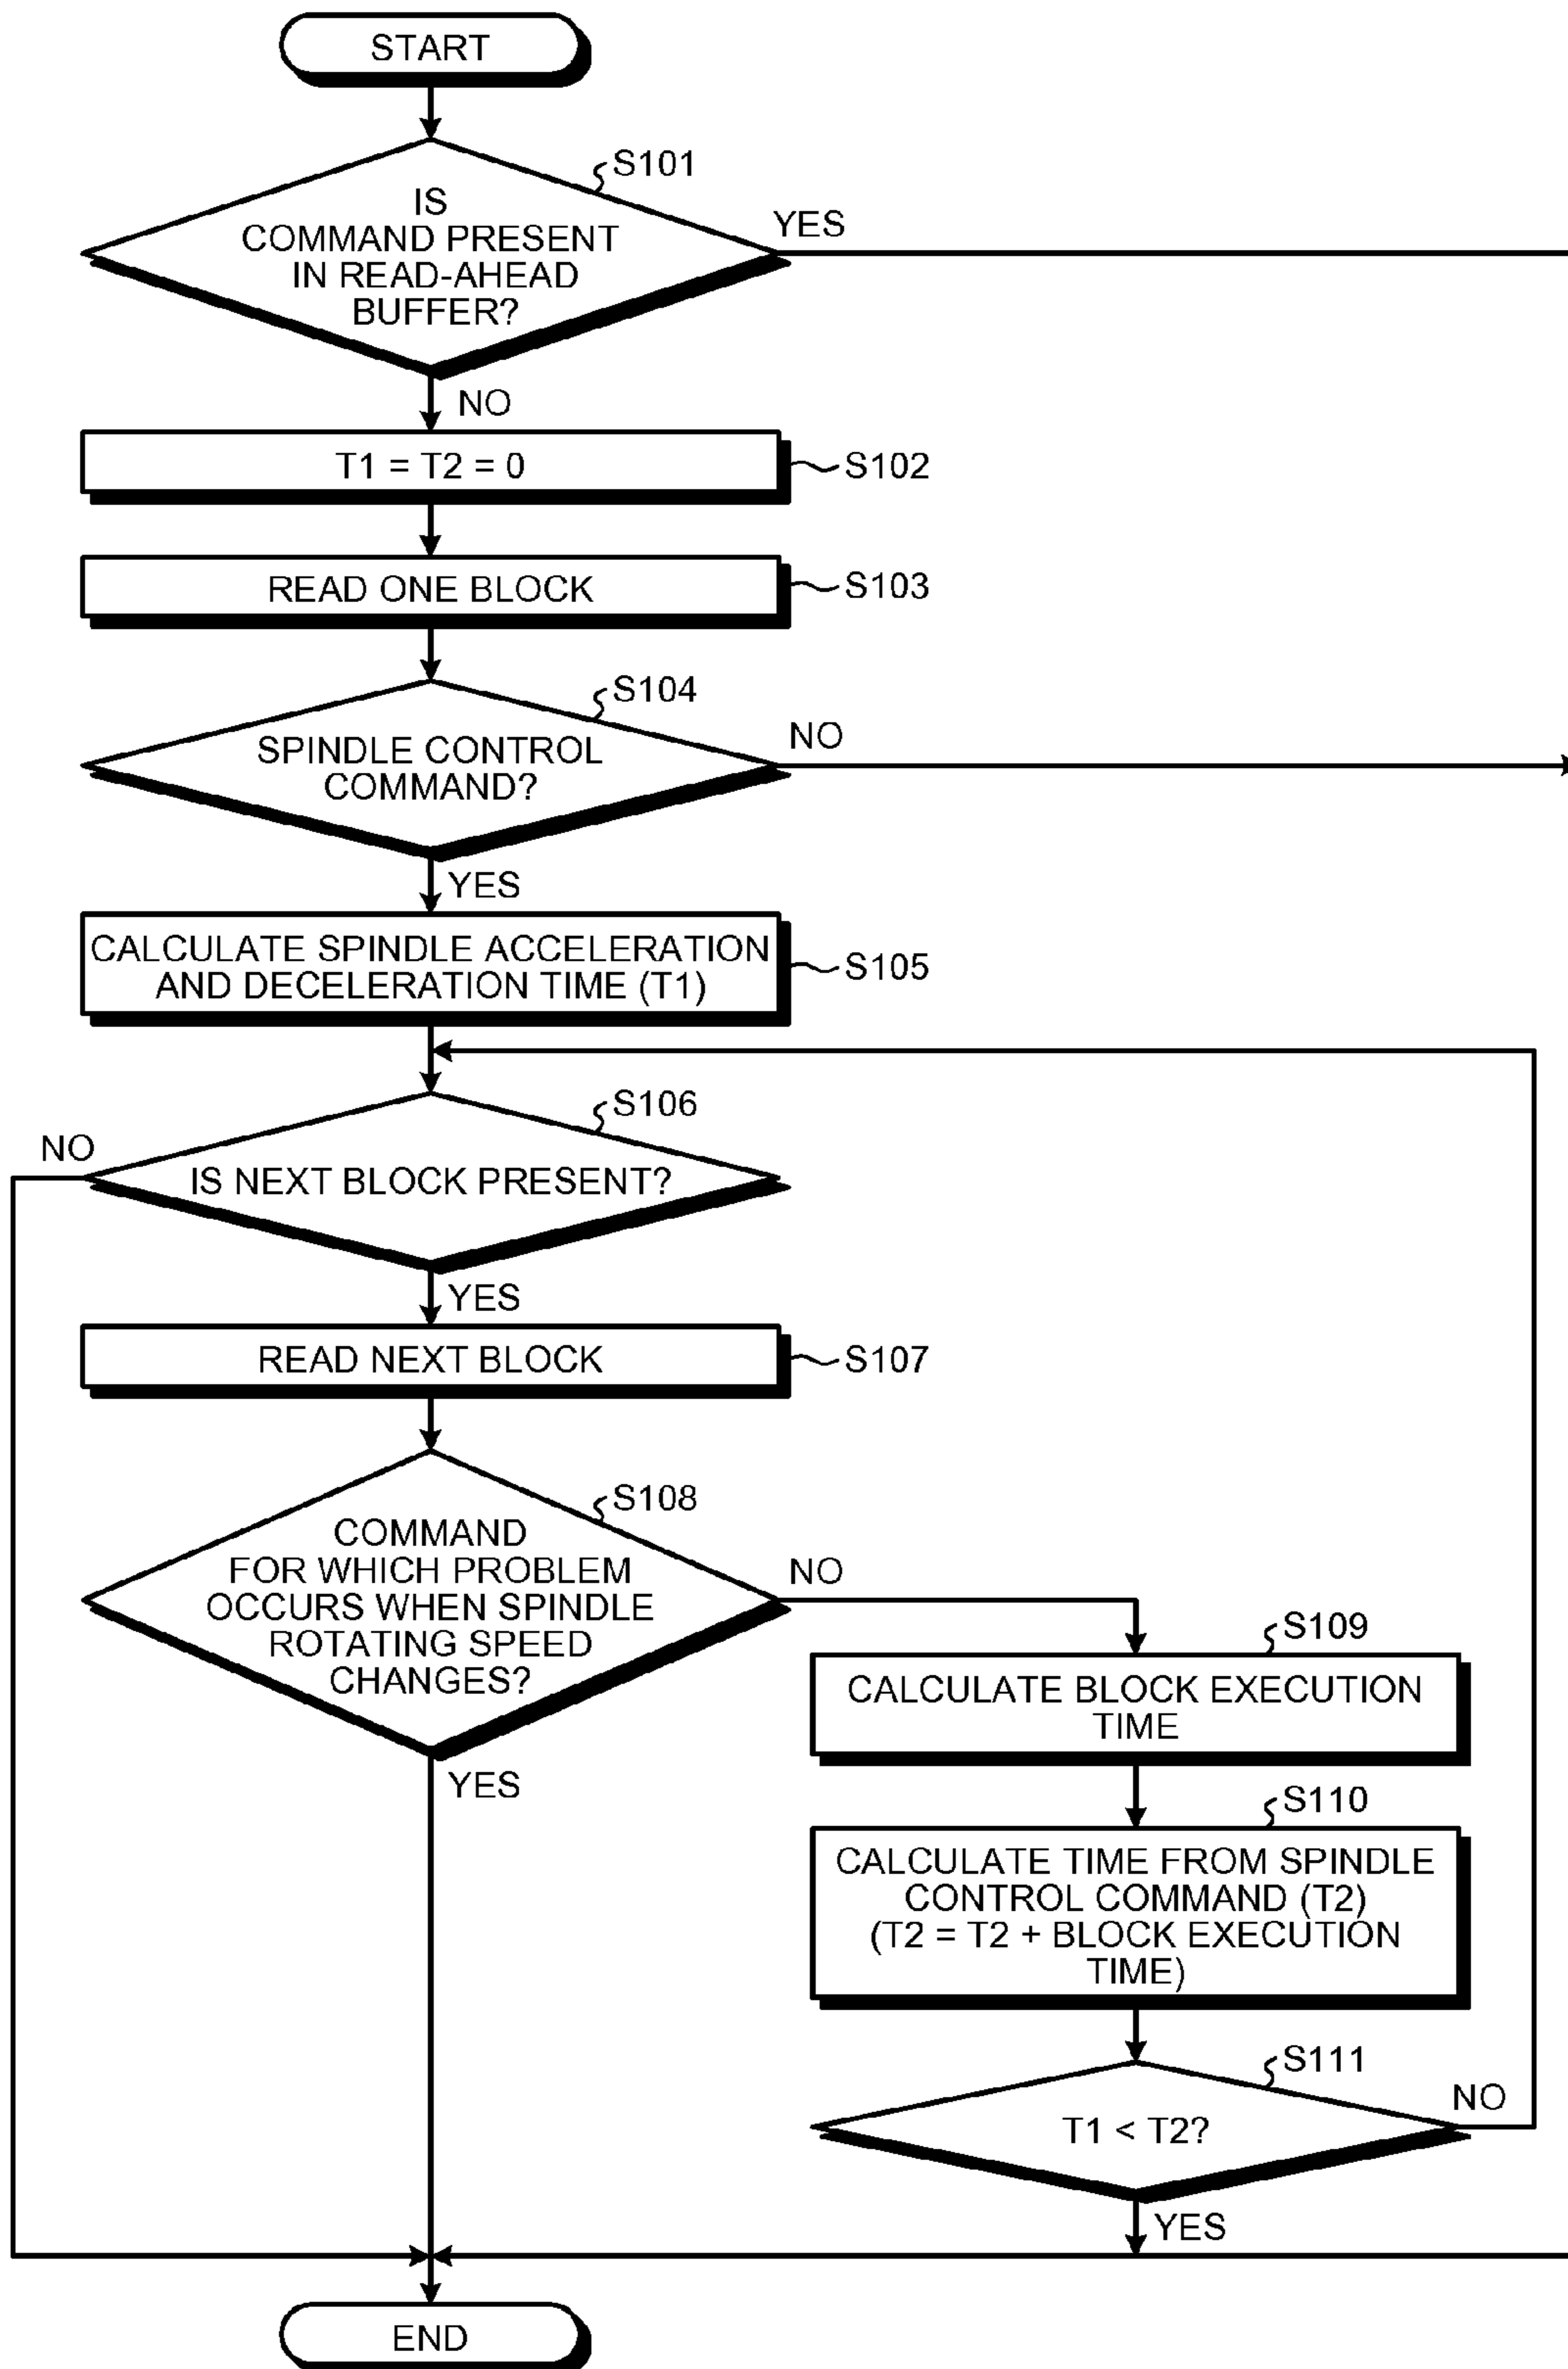 START
S101
IS
COMMAND PRESENT
IN READ-AHEAD
BUFFER?
YES
NO
T1 = T2 = 0
S102
READ ONE BLOCK
S103
S104
SPINDLE CONTROL
COMMAND?
NO
YES
CALCULATE SPINDLE ACCELERATION
AND DECELERATION TIME (T1)
S105
S106
NO
IS NEXT BLOCK PRESENT?
YES
READ NEXT BLOCK
S107
S108
COMMAND
FOR WHICH PROBLEM
OCCURS WHEN SPINDLE
ROTATING SPEED
CHANGES?
NO
YES
S109
CALCULATE BLOCK EXECUTION
TIME
S110
CALCULATE TIME FROM SPINDLE
CONTROL COMMAND (T2)
(T2 = T2 + BLOCK EXECUTION
TIME)
S111
T1 < T2?
NO
YES
END